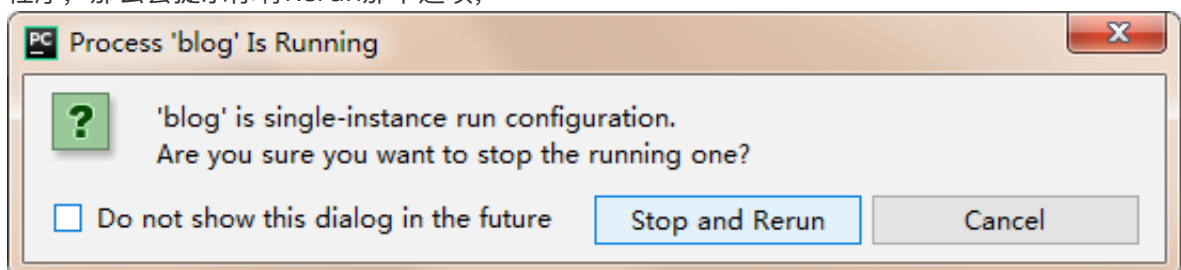 PC Process 'blog' Is Running
'blog' is single-instance run configuration.
Are you sure you want to stop the running one?
Do not show this dialog in the future Stop and Rerun Cancel